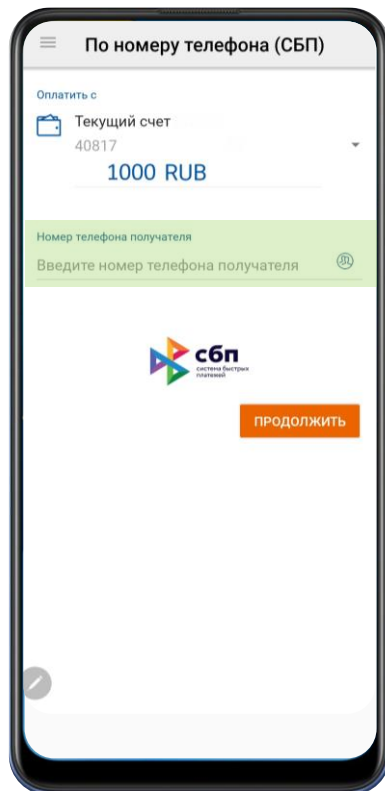 По номеру телефона (СБП)
Оплатить с
Текущий счет
40817
1000 RUB
Номер телефона получателя
Введите номер телефона получателя
сбп
система быстрых
платежей
ПРОДОЛЖИТЬ